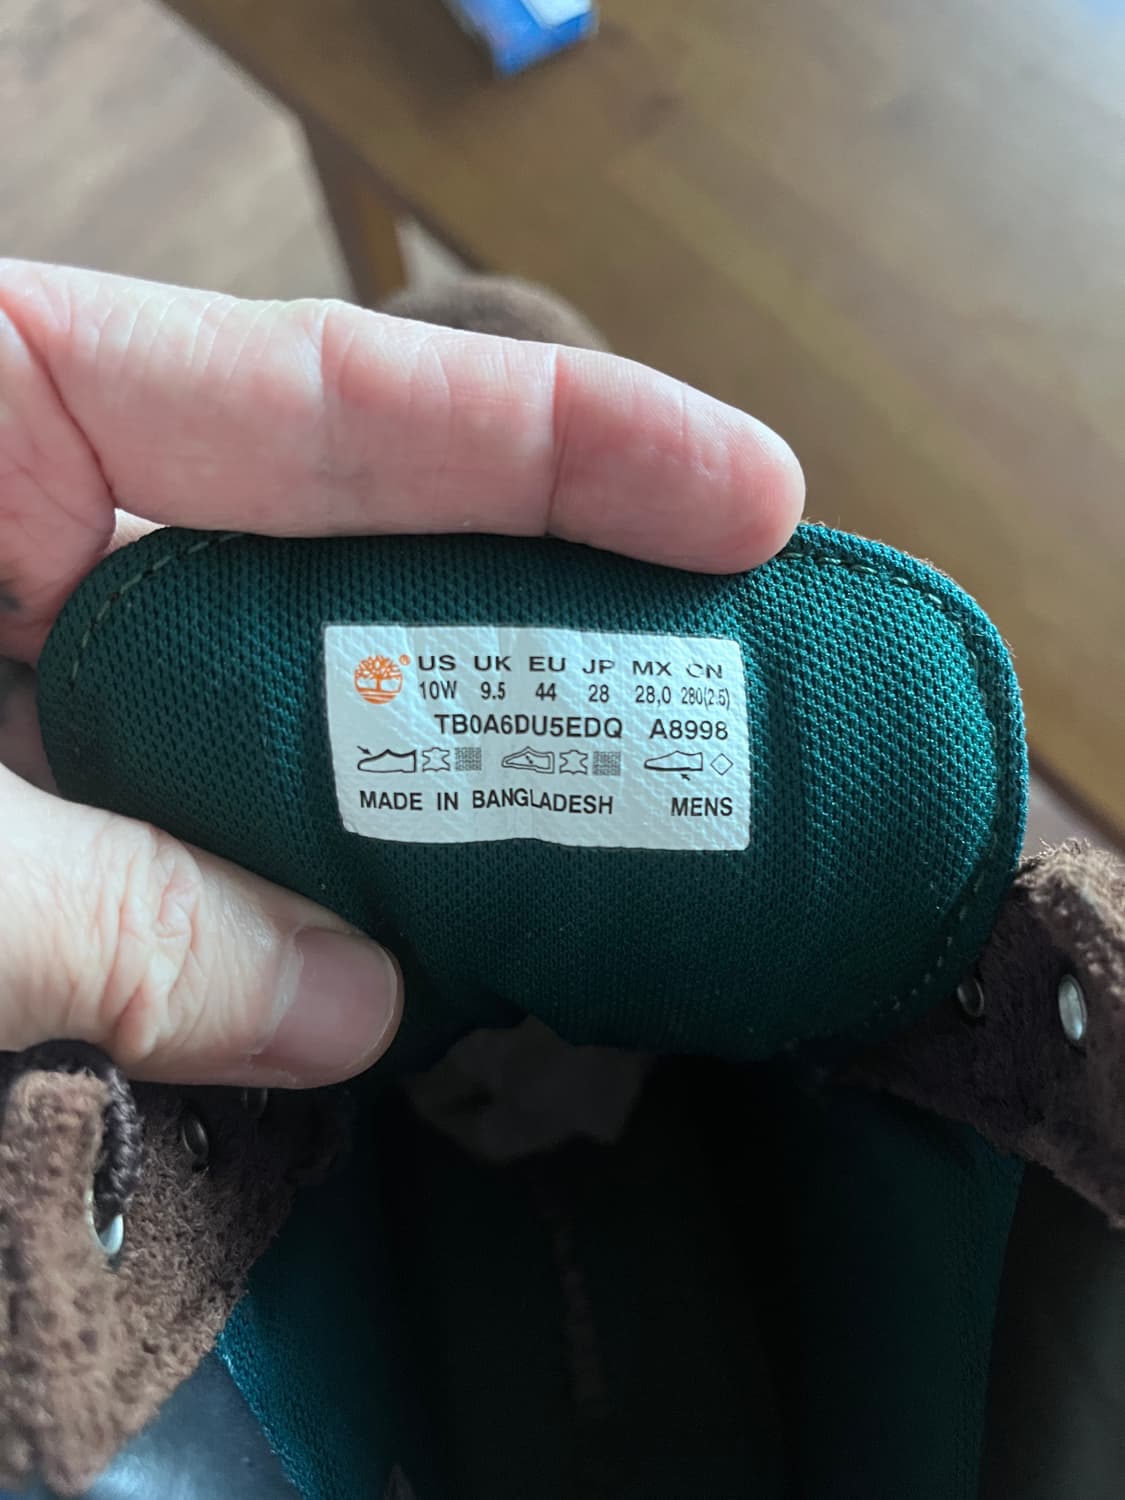 ® US UK EU JP MX CN
10W 9.5 44 28 28,0 280(2.5)
TB0A6DU5EDQ A8998
MADE IN BANGLADESH MENS